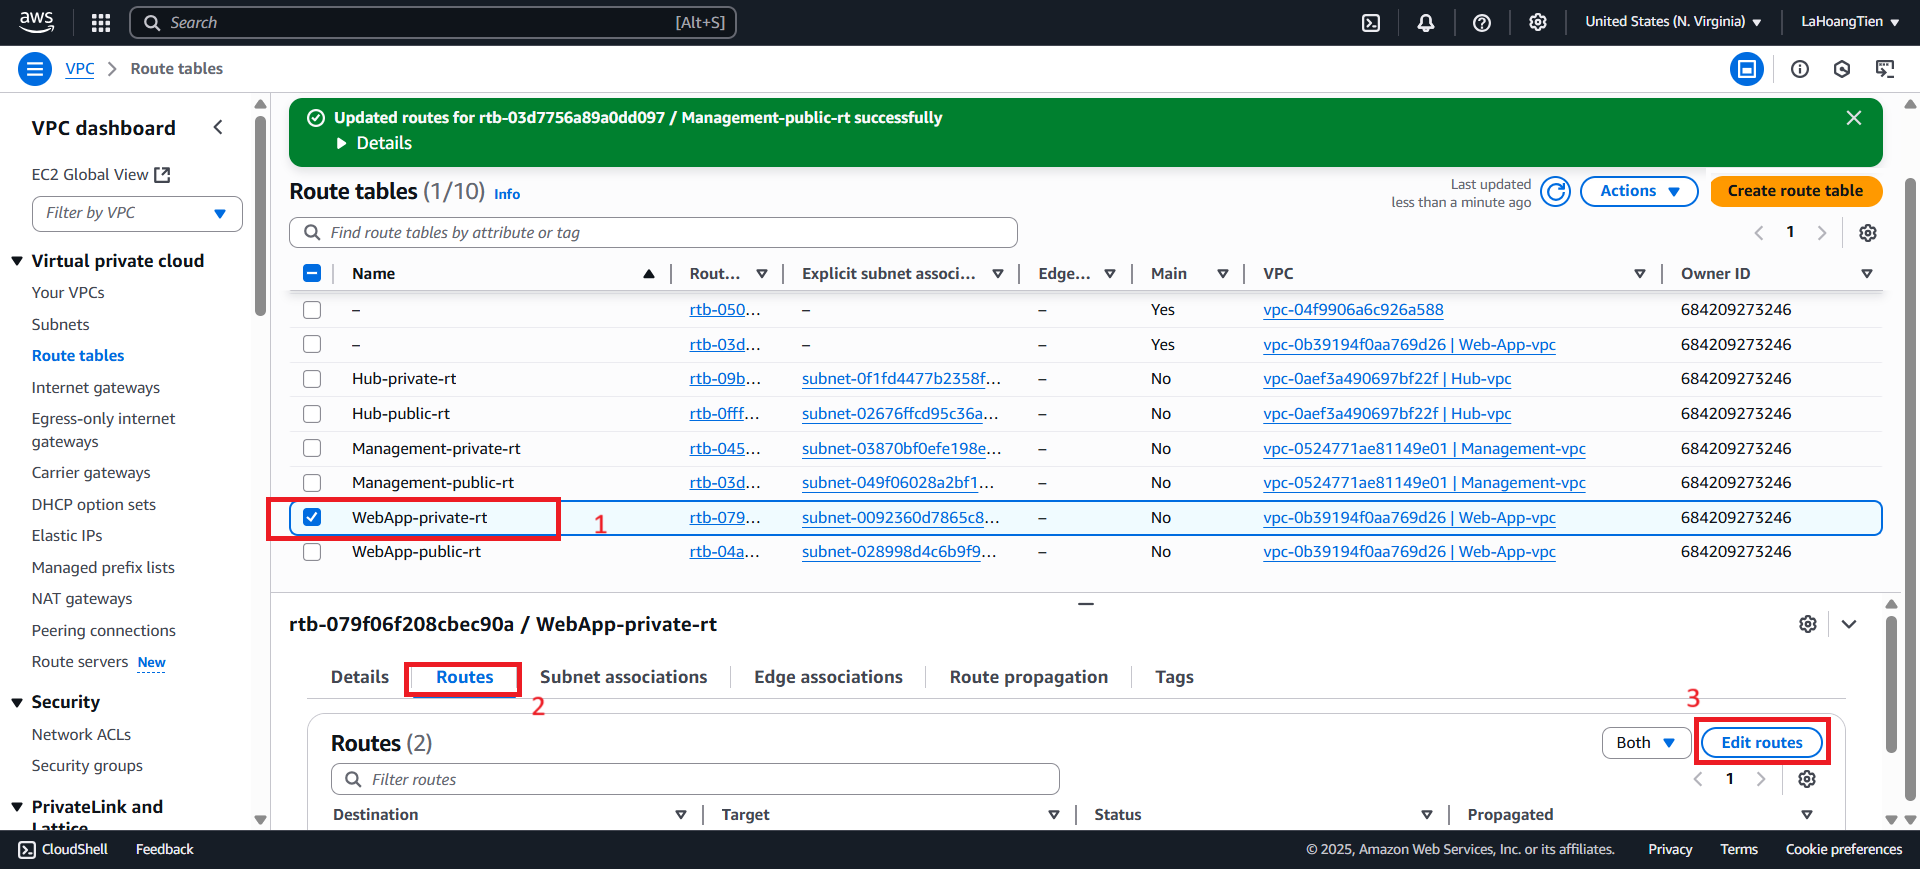 aws
Search
[Alt+S]
United States (N. Virginia)
LaHoangTien
VPC
Route tables
VPC dashboard
EC2 Global View
Filter by VPC
Virtual private cloud
Your VPCs
Subnets
Route tables
Internet gateways
Egress-only internet
gateways
Carrier gateways
DHCP option sets
Elastic IPs
Managed prefix lists
NAT gateways
Peering connections
Route servers New
Security
Network ACLs
Security groups
PrivateLink and
Lattice
Updated routes for rtb-03d7756a89a0dd097 / Management-public-rt successfully
Details
Route tables (1/10) Info
Last updated
less than a minute ago
Actions
Create route table
Find route tables by attribute or tag
1
Name Rout... Explicit subnet associ... Edge... Main VPC Owner ID
– rtb-050... – – Yes vpc-04f9906a6c926a588 684209273246
– rtb-03d... – – Yes vpc-0b39194f0aa769d26 | Web-App-vpc 684209273246
Hub-private-rt rtb-09b... subnet-0f1fd4477b2358f... – No vpc-0aef3a490697bf22f | Hub-vpc 684209273246
Hub-public-rt rtb-0fff... subnet-02676ffcd95c36a... – No vpc-0aef3a490697bf22f | Hub-vpc 684209273246
Management-private-rt rtb-045... subnet-03870bf0efe198e... – No vpc-0524771ae81149e01 | Management-vpc 684209273246
Management-public-rt rtb-03d... subnet-049f06028a2bf1... – No vpc-0524771ae81149e01 | Management-vpc 684209273246
WebApp-private-rt 1 rtb-079... subnet-0092360d7865c8... – No vpc-0b39194f0aa769d26 | Web-App-vpc 684209273246
WebApp-public-rt rtb-04a... subnet-028998d4c6b9f9... – No vpc-0b39194f0aa769d26 | Web-App-vpc 684209273246
rtb-079f06f208cbec90a / WebApp-private-rt
Details Routes Subnet associations Edge associations Route propagation Tags
2
3
Routes (2)
Both
Edit routes
Filter routes
1
Destination Target Status Propagated
CloudShell Feedback
© 2025, Amazon Web Services, Inc. or its affiliates. Privacy Terms Cookie preferences